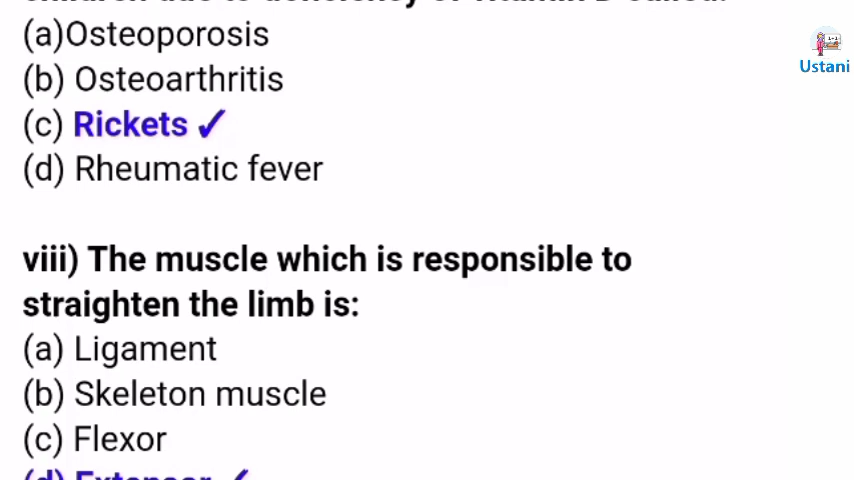 (a)Osteoporosis
(b) Osteoarthritis
(c) Rickets ✓
(d) Rheumatic fever
viii) The muscle which is responsible to
straighten the limb is:
(a) Ligament
(b) Skeleton muscle
(c) Flexor
(d) Extensor ✓
Ustani